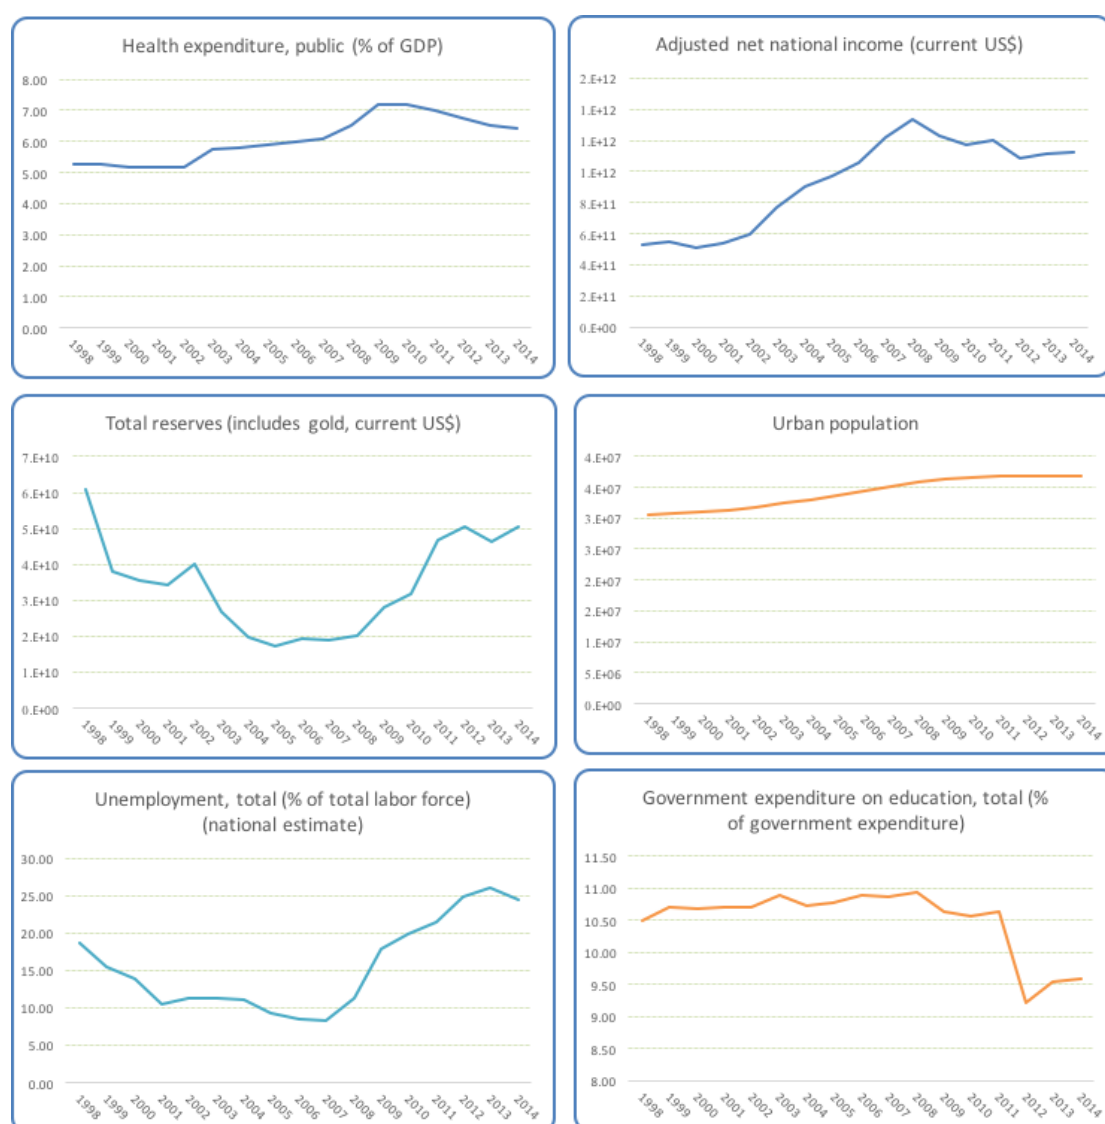 Health expenditure, public (% of GDP)
8.00
7.00
6.00
5.00
4.00
3.00
2.00
1.00
0.00
1998 1999 2000 2001 2002 2003 2004 2005 2006 2007 2008 2009 2010 2011 2012 2013 2014
Adjusted net national income (current US$)
2.E+12
1.E+12
1.E+12
1.E+12
8.E+11
6.E+11
4.E+11
2.E+11
0.E+00
1998 1999 2000 2001 2002 2003 2004 2005 2006 2007 2008 2009 2010 2011 2012 2013 2014
Total reserves (includes gold, current US$)
7.E+10
6.E+10
5.E+10
4.E+10
3.E+10
2.E+10
1.E+10
0.E+00
1998 1999 2000 2001 2002 2003 2004 2005 2006 2007 2008 2009 2010 2011 2012 2013 2014
Urban population
4.E+07
4.E+07
3.E+07
3.E+07
2.E+07
2.E+07
1.E+07
5.E+06
0.E+00
1998 1999 2000 2001 2002 2003 2004 2005 2006 2007 2008 2009 2010 2011 2012 2013 2014
Unemployment, total (% of total labor force)
(national estimate)
30.00
25.00
20.00
15.00
10.00
5.00
0.00
1998 1999 2000 2001 2002 2003 2004 2005 2006 2007 2008 2009 2010 2011 2012 2013 2014
Government expenditure on education, total (%
of government expenditure)
11.50
11.00
10.50
10.00
9.50
9.00
8.50
8.00
1998 1999 2000 2001 2002 2003 2004 2005 2006 2007 2008 2009 2010 2011 2012 2013 2014